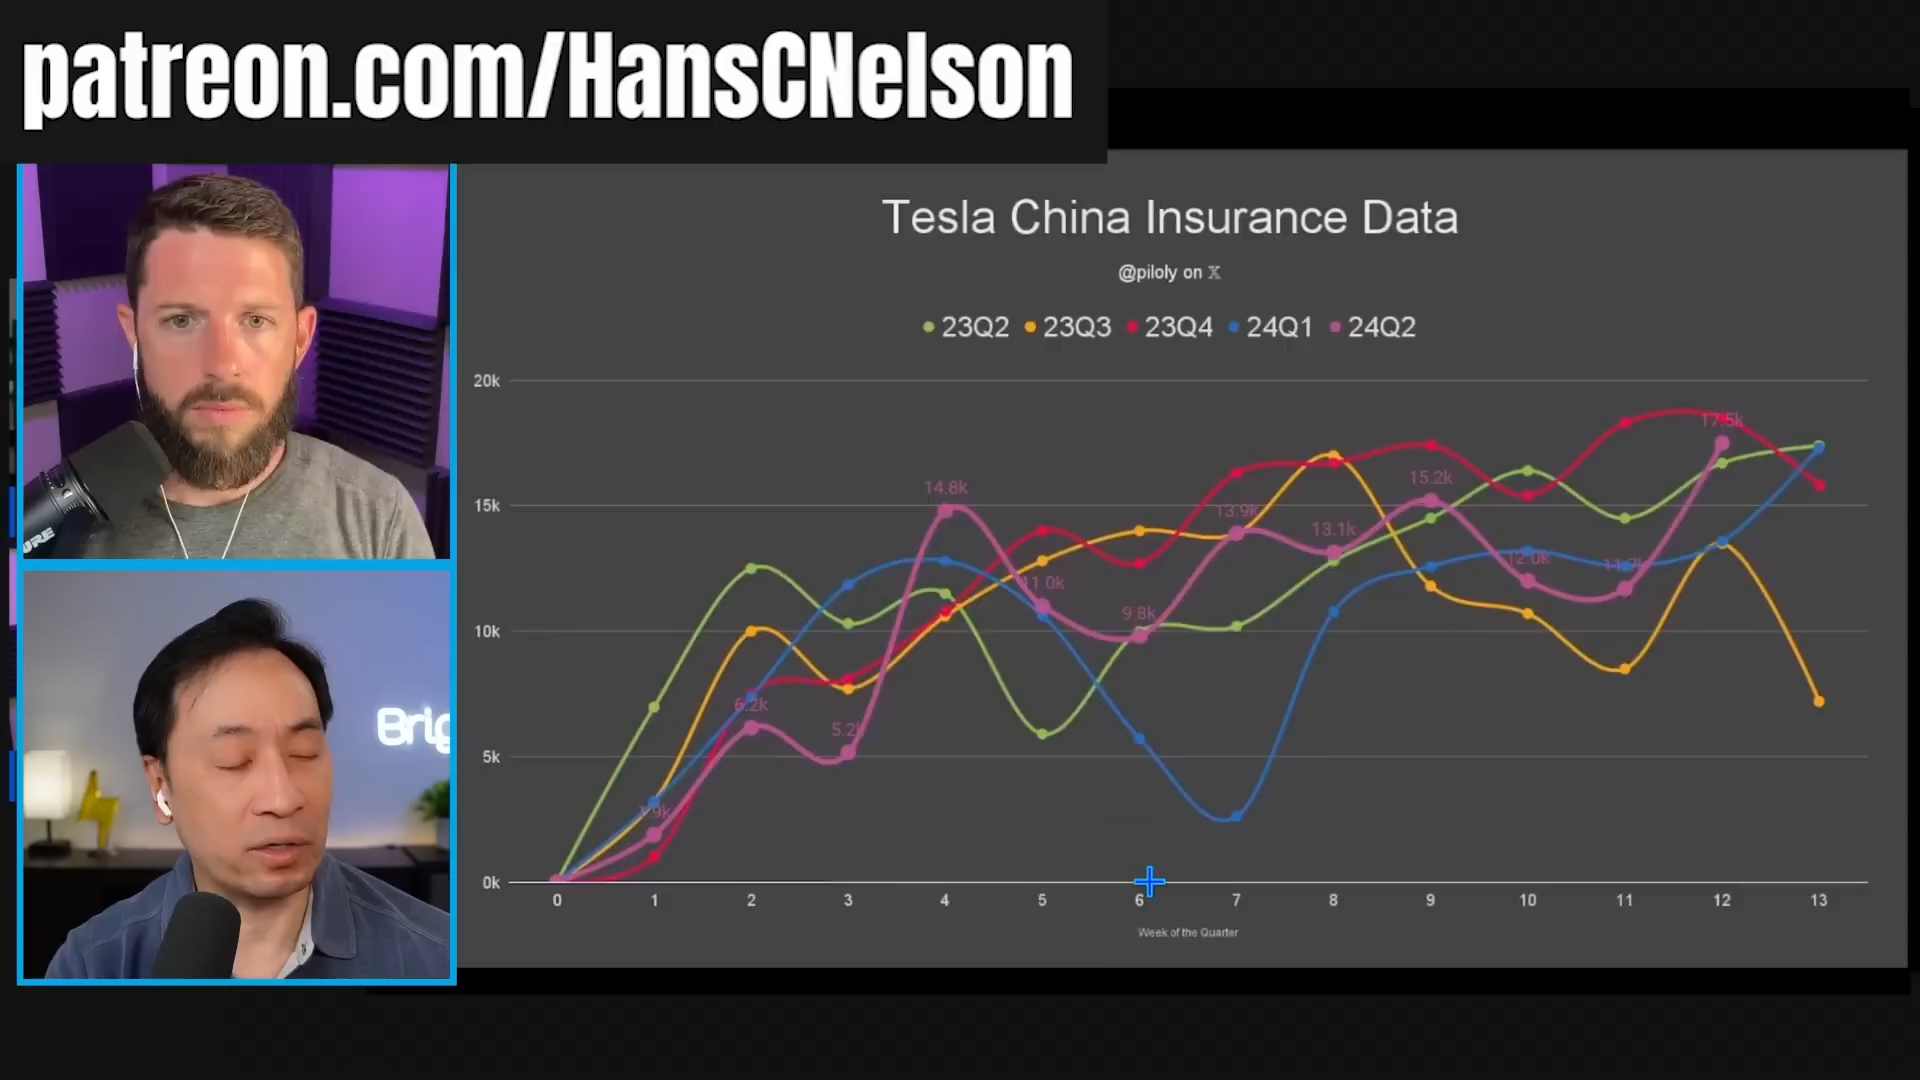 patreon.com/HansCNelson
Tesla China Insurance Data
@piloly on X
23Q2 23Q3 23Q4 24Q1 24Q2
20k
15k
10k
5k
0k
17.5k
14.8k
15.2k
13.9k
13.1k
12.0k
11.0k
9.8k
6.2k
0 1 2 3 4 5 6 7 8 9 10 11 12 13
Week of the Quarter